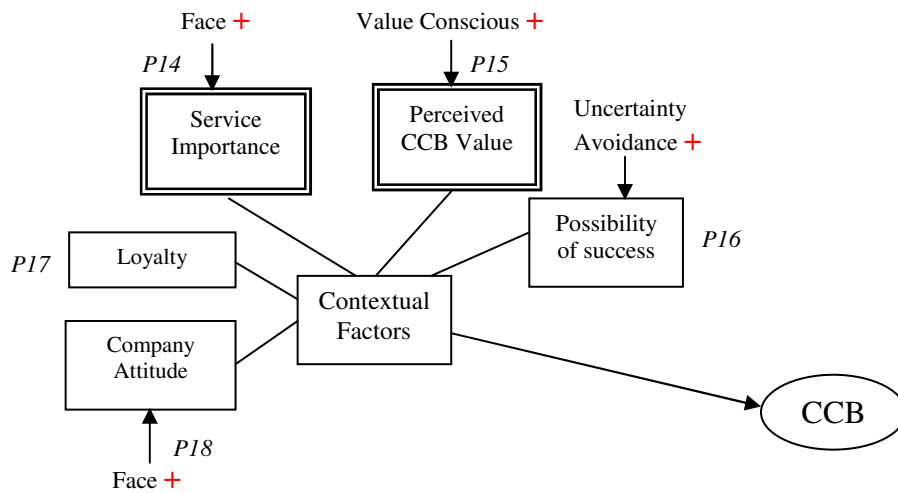 Face +
Value Conscious +
P14
P15
Service
Importance
Perceived
CCB Value
Uncertainty
Avoidance +
Possibility
of success
P16
P17
Loyalty
Contextual
Factors
Company
Attitude
CCB
P18
Face +